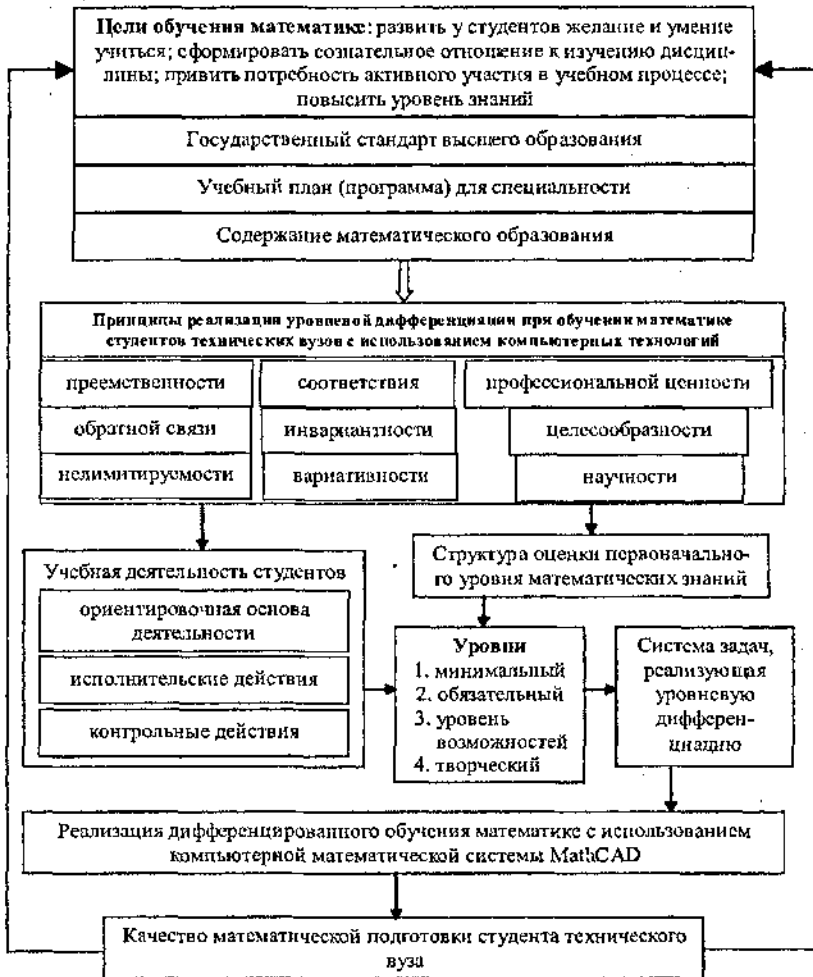 Цели обучения математике: развить у студентов желание и умение
учиться; сформировать сознательное отношение к изучению дисцип-
лины; привить потребность активного участия в учебном процессе;
повысить уровень знаний
Государственный стандарт высшего образования
Учебный план (программа) для специальности
Содержание математического образования
Принципы реализации уровневой дифференциации при обучении математике
студентов технических вузов с использованием компьютерных технологий
преемственности
соответствия
профессиональной ценности
обратной связи
инвариантности
целесообразности
нелимитируемости
вариативности
научности
Учебная деятельность студентов
ориентировочная основа
деятельности
исполнительские действия
контрольные действия
Структура оценки первоначально-
го уровня математических знаний
Уровни
1. минимальный
2. обязательный
3. уровень
возможностей
4. творческий
Система задач,
реализующая
уровневую
дифферен-
циацию
Реализация дифференцированного обучения математике с использованием
компьютерной математической системы MathCAD
Качество математической подготовки студента технического
вуза